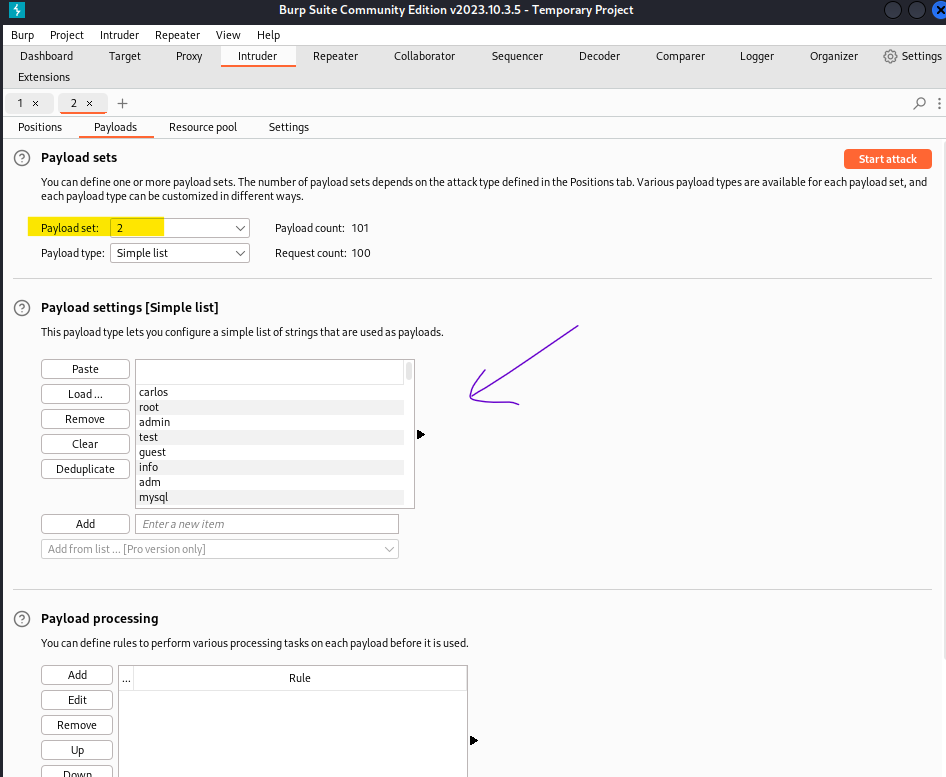 Burp Suite Community Edition v2023.10.3.5 - Temporary Project
Burp Project Intruder Repeater View Help
Dashboard Target Proxy Intruder Repeater Collaborator Sequencer Decoder Comparer Logger Organizer Settings
Extensions
1 × 2 × +
Positions Payloads Resource pool Settings
? Payload sets Start attack
You can define one or more payload sets. The number of payload sets depends on the attack type defined in the Positions tab. Various payload types are available for each payload set, and
each payload type can be customized in different ways.
Payload set: 2 Payload count: 101
Payload type: Simple list Request count: 100
? Payload settings [Simple list]
This payload type lets you configure a simple list of strings that are used as payloads.
Paste
Load ... carlos
root
Remove admin
test
Clear guest
info
Deduplicate adm
mysql
Add Enter a new item
Add from list ... [Pro version only]
? Payload processing
You can define rules to perform various processing tasks on each payload before it is used.
Add ... Rule
Edit
Remove
Up
Down